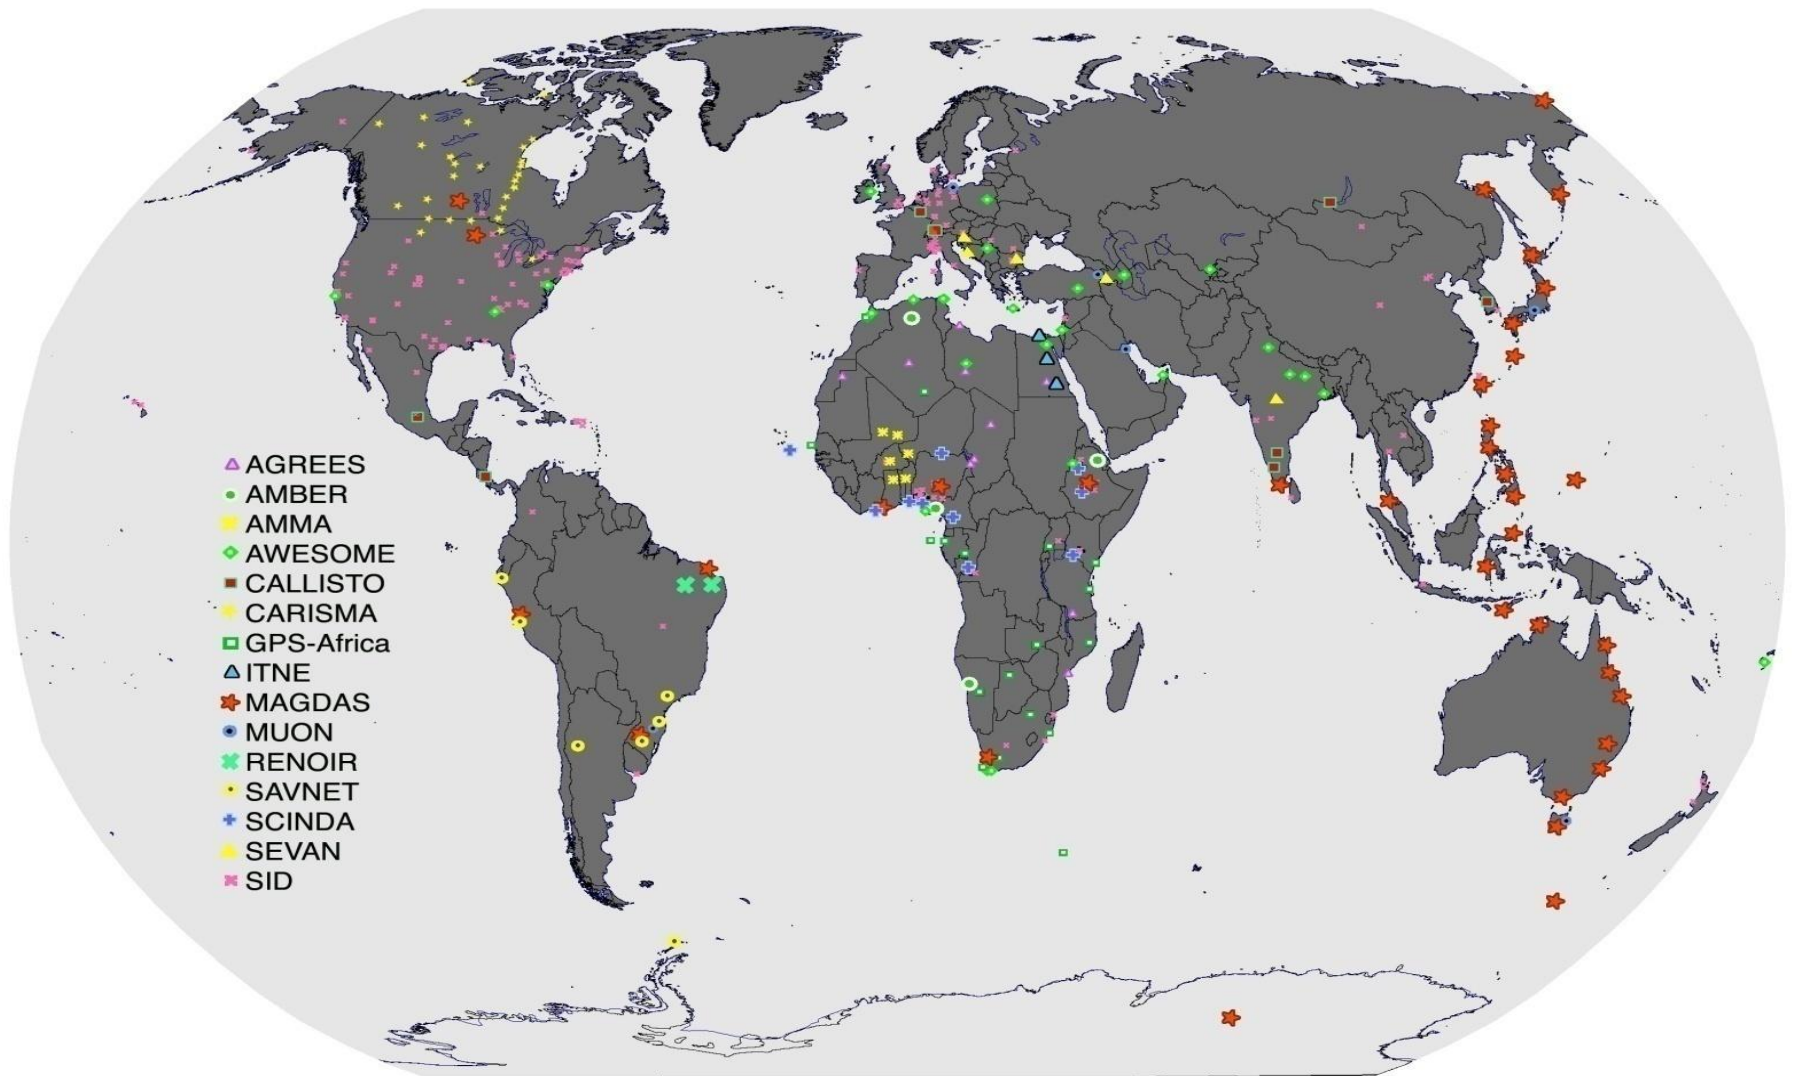 AGREES
AMBER
AMMA
AWESOME
CALLISTO
CARISMA
GPS-Africa
ITNE
MAGDAS
MUON
RENOIR
SAVNET
SCINDA
SEVAN
SID